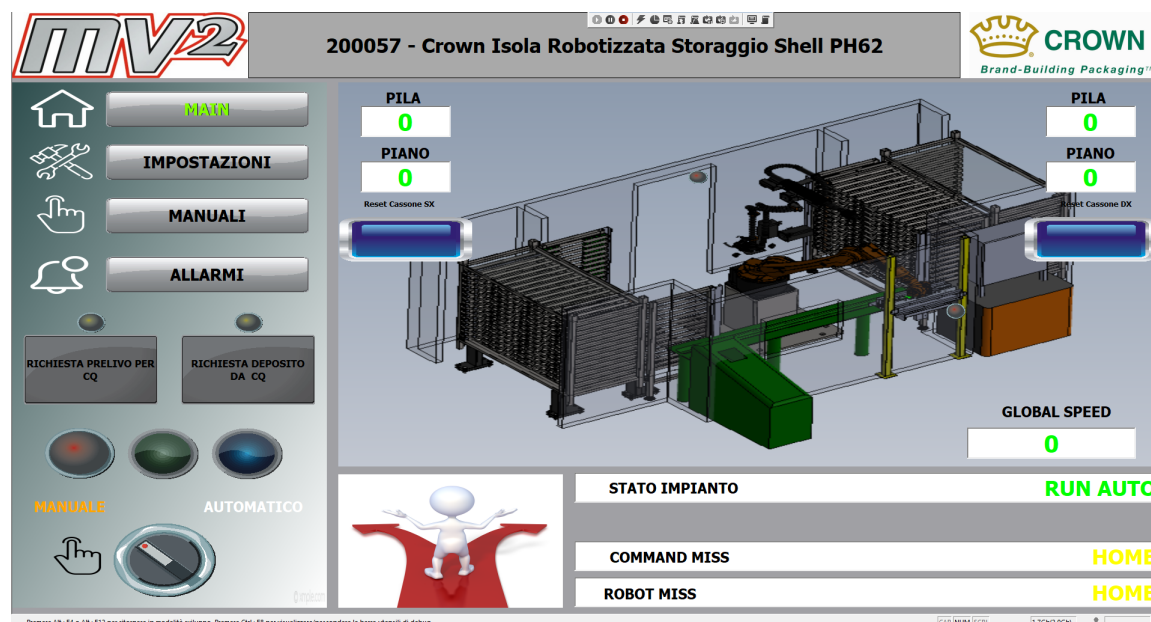 MV2
200057 - Crown Isola Robotizzata Storaggio Shell PH62
CROWN
Brand-Building Packaging
MAIN
IMPOSTAZIONI
MANUALI
ALLARMI
RICHIESTA PRELIVO PER
CQ
RICHIESTA DEPOSITO
DA CQ
MANUALE
AUTOMATICO
PILA
0
PIANO
0
Reset Cassone SX
PILA
0
PIANO
0
Reset Cassone DX
GLOBAL SPEED
0
STATO IMPIANTO
RUN AUTO
COMMAND MISS
HOME
ROBOT MISS
HOME